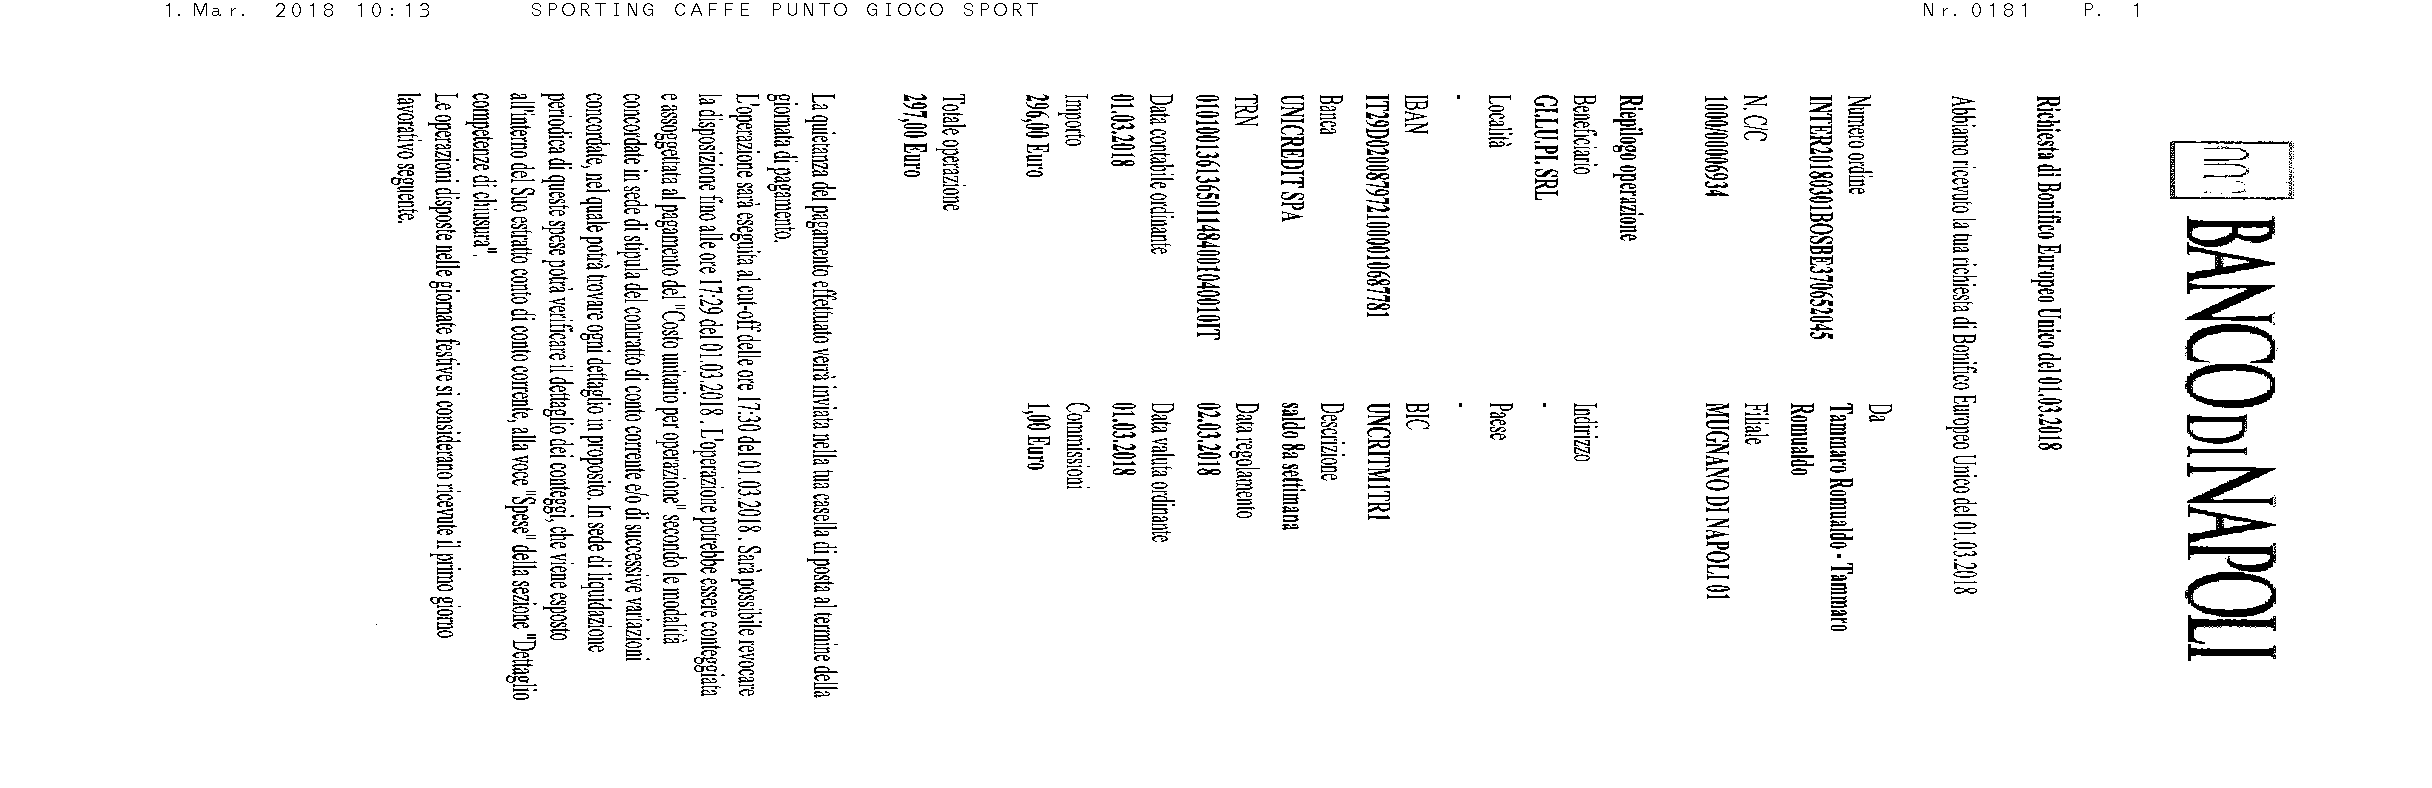 1. Mar. 2018 10:13 SPORTING CAFFE PUNTO GIOCO SPORT Nr. 0181 P. 1
BANCO DI NAPOLI
Richiesta di Bonifico Europeo Unico del 01.03.2018
Abbiamo ricevuto la tua richiesta di Bonifico Europeo Unico del 01.03.2018
Numero ordine Da
INTER20180301BOSBE370652045 Tammaro Romualdo - Tammaro
Romualdo
N. C/C Filiale
1000/00006934 MUGNANO DI NAPOLI 01
Riepilogo operazione
Beneficiario Indirizzo
GI.LU.PI. SRL .
Località Paese
. .
IBAN BIC
IT29D0200879721000010687781 UNCRITM1TR1
Banca Descrizione
UNICREDIT SPA saldo 8a settimana
TRN Data regolamento
0101001361365011484001040010IT 02.03.2018
Data contabile ordinante Data valuta ordinante
01.03.2018 01.03.2018
Importo Commissioni
296,00 Euro 1,00 Euro
Totale operazione
297,00 Euro
La quietanza del pagamento effettuato verrà inviata nella tua casella di posta al termine della
giornata di pagamento.
L'operazione sarà eseguita al cut-off delle ore 17:30 del 01.03.2018 . Sarà possibile revocare
la disposizione fino alle ore 17:29 del 01.03.2018 . L'operazione potrebbe essere conteggiata
e assoggettata al pagamento del "Costo unitario per operazione" secondo le modalità
concordate in sede di stipula del contratto di conto corrente e/o di successive variazioni
concordate, nel quale potrà trovare ogni dettaglio in proposito. In sede di liquidazione
periodica di queste spese potrà verificare il dettaglio dei conteggi, che viene esposto
all'interno del Suo estratto conto di conto corrente, alla voce "Spese" della sezione "Dettaglio
competenze di chiusura".
Le operazioni disposte nelle giornate festive si considerano ricevute il primo giorno
lavorativo seguente.